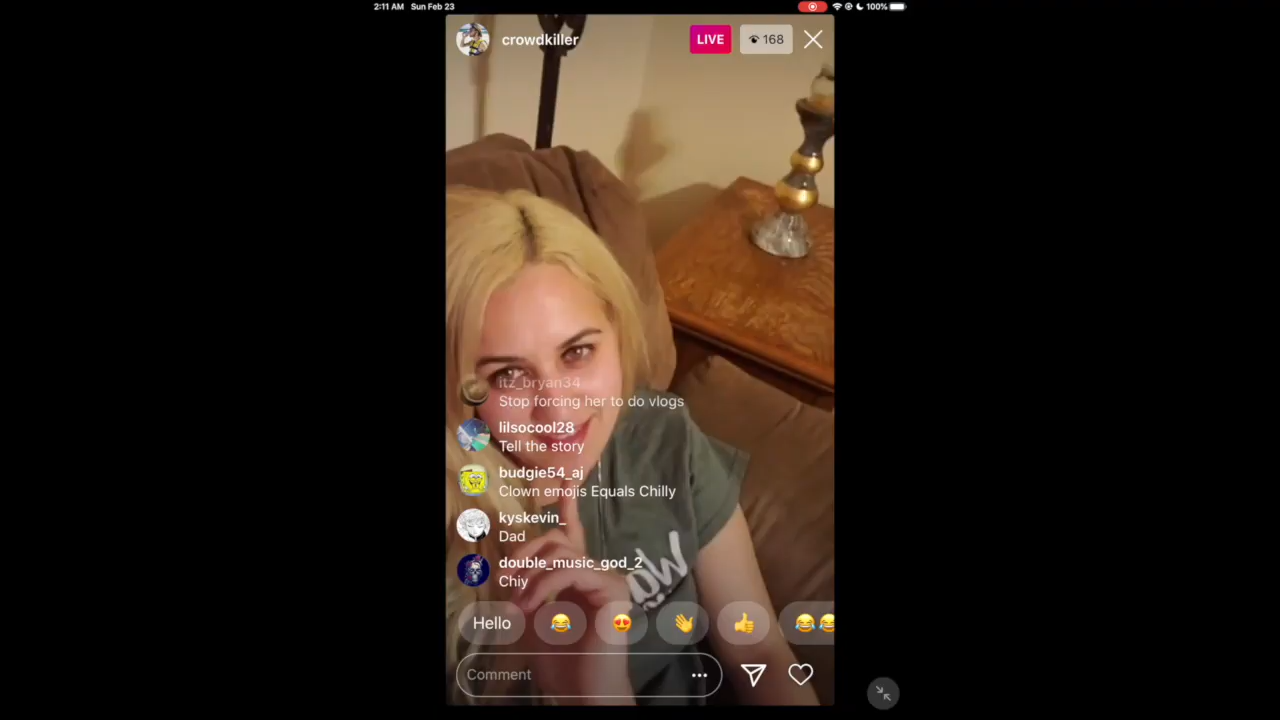 2:11 AM Sun Feb 23
100%
crowdkiller
LIVE
168
itz_bryan34
Stop forcing her to do vlogs
lilsocool28
Tell the story
budgie54_aj
Clown emojis Equals Chilly
kyskevin_
Dad
double_music_god_2
Chiy
Hello
Comment